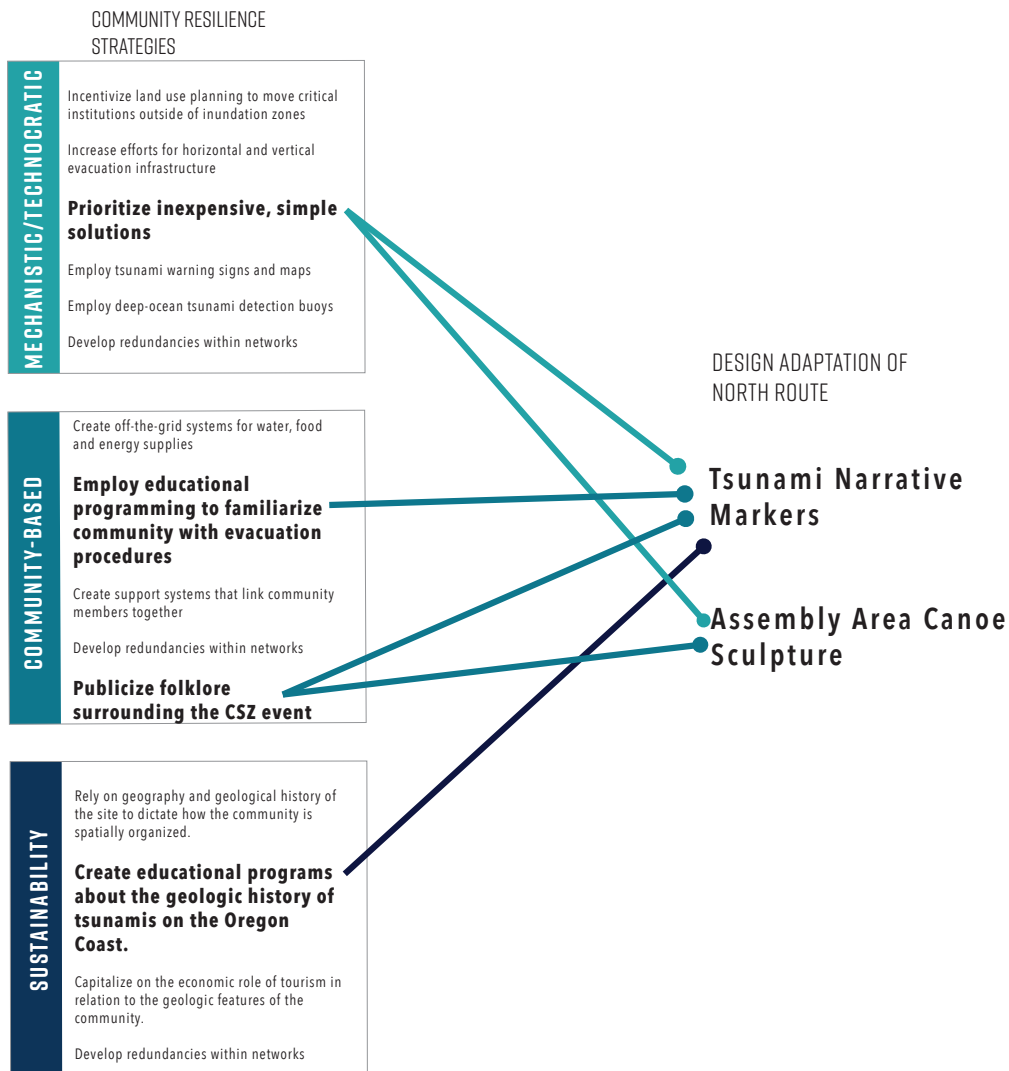 COMMUNITY RESILIENCE
STRATEGIES
MECHANISTIC/TECHNOCRATIC
Incentivize land use planning to move critical
institutions outside of inundation zones
Increase efforts for horizontal and vertical
evacuation infrastructure
Prioritize inexpensive, simple
solutions
Employ tsunami warning signs and maps
Employ deep-ocean tsunami detection buoys
Develop redundancies within networks
COMMUNITY-BASED
Create off-the-grid systems for water, food
and energy supplies
Employ educational
programming to familiarize
community with evacuation
procedures
Create support systems that link community
members together
Develop redundancies within networks
Publicize folklore
surrounding the CSZ event
SUSTAINABILITY
Rely on geography and geological history of
the site to dictate how the community is
spatially organized.
Create educational programs
about the geologic history of
tsunamis on the Oregon
Coast.
Capitalize on the economic role of tourism in
relation to the geologic features of the
community.
Develop redundancies within networks
DESIGN ADAPTATION OF
NORTH ROUTE
Tsunami Narrative
Markers
Assembly Area Canoe
Sculpture